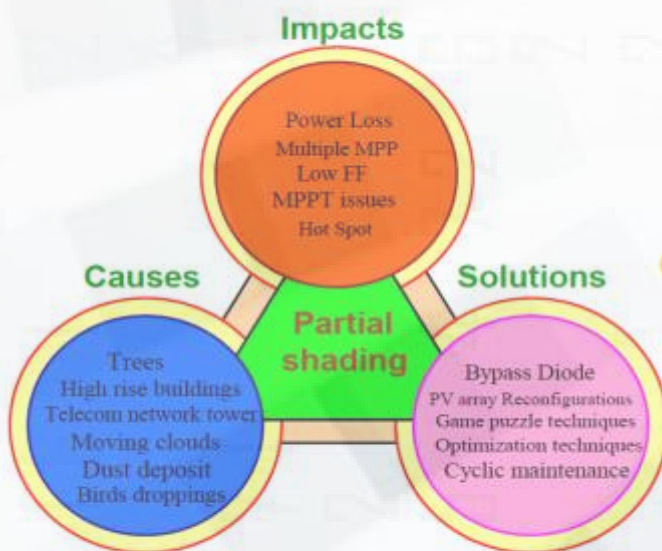 Impacts
Power Loss
Multiple MPP
Low FF
MPPT issues
Hot Spot
Causes
Solutions
Partial
shading
Trees
High rise buildings
Telecom network tower
Moving clouds
Dust deposit
Birds droppings
Bypass Diode
PV array Reconfigurations
Game puzzle techniques
Optimization techniques
Cyclic maintenance